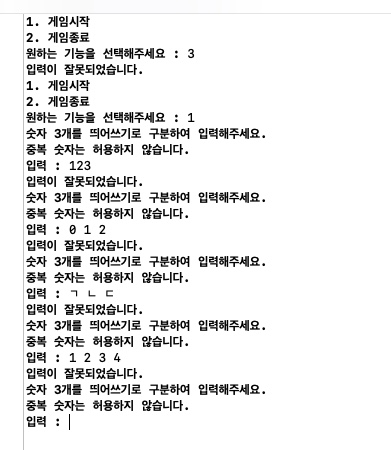 1. 게임시작
2. 게임종료
원하는 기능을 선택해주세요 : 3
입력이 잘못되었습니다.
1. 게임시작
2. 게임종료
원하는 기능을 선택해주세요 : 1
숫자 3개를 띄어쓰기로 구분하여 입력해주세요.
중복 숫자는 허용하지 않습니다.
입력 : 123
입력이 잘못되었습니다.
숫자 3개를 띄어쓰기로 구분하여 입력해주세요.
중복 숫자는 허용하지 않습니다.
입력 : 0 1 2
입력이 잘못되었습니다.
숫자 3개를 띄어쓰기로 구분하여 입력해주세요.
중복 숫자는 허용하지 않습니다.
입력 : ㄱ ㄴ ㄷ
입력이 잘못되었습니다.
숫자 3개를 띄어쓰기로 구분하여 입력해주세요.
중복 숫자는 허용하지 않습니다.
입력 : 1 2 3 4
입력이 잘못되었습니다.
숫자 3개를 띄어쓰기로 구분하여 입력해주세요.
중복 숫자는 허용하지 않습니다.
입력 :